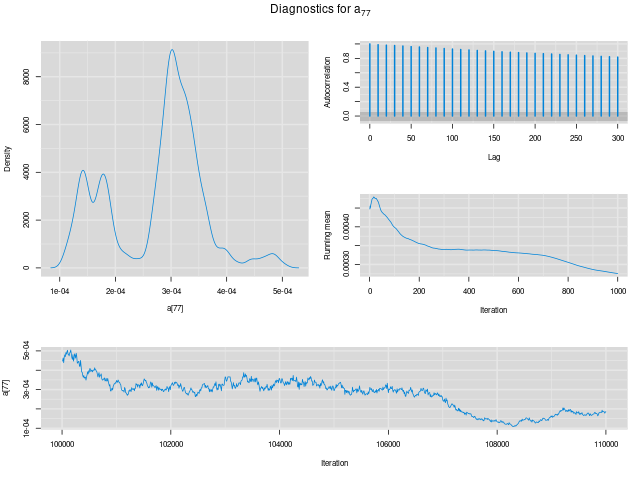 Diagnostics for a77
Density
0
2000
4000
6000
8000
1e-04
2e-04
3e-04
4e-04
5e-04
a[77]
Autocorrelation
0.0
0.4
0.8
0
50
100
150
200
250
300
Lag
Running mean
0.00030
0.00040
0
200
400
600
800
1000
Iteration
a[77]
1e-04
3e-04
5e-04
100000
102000
104000
106000
108000
110000
Iteration